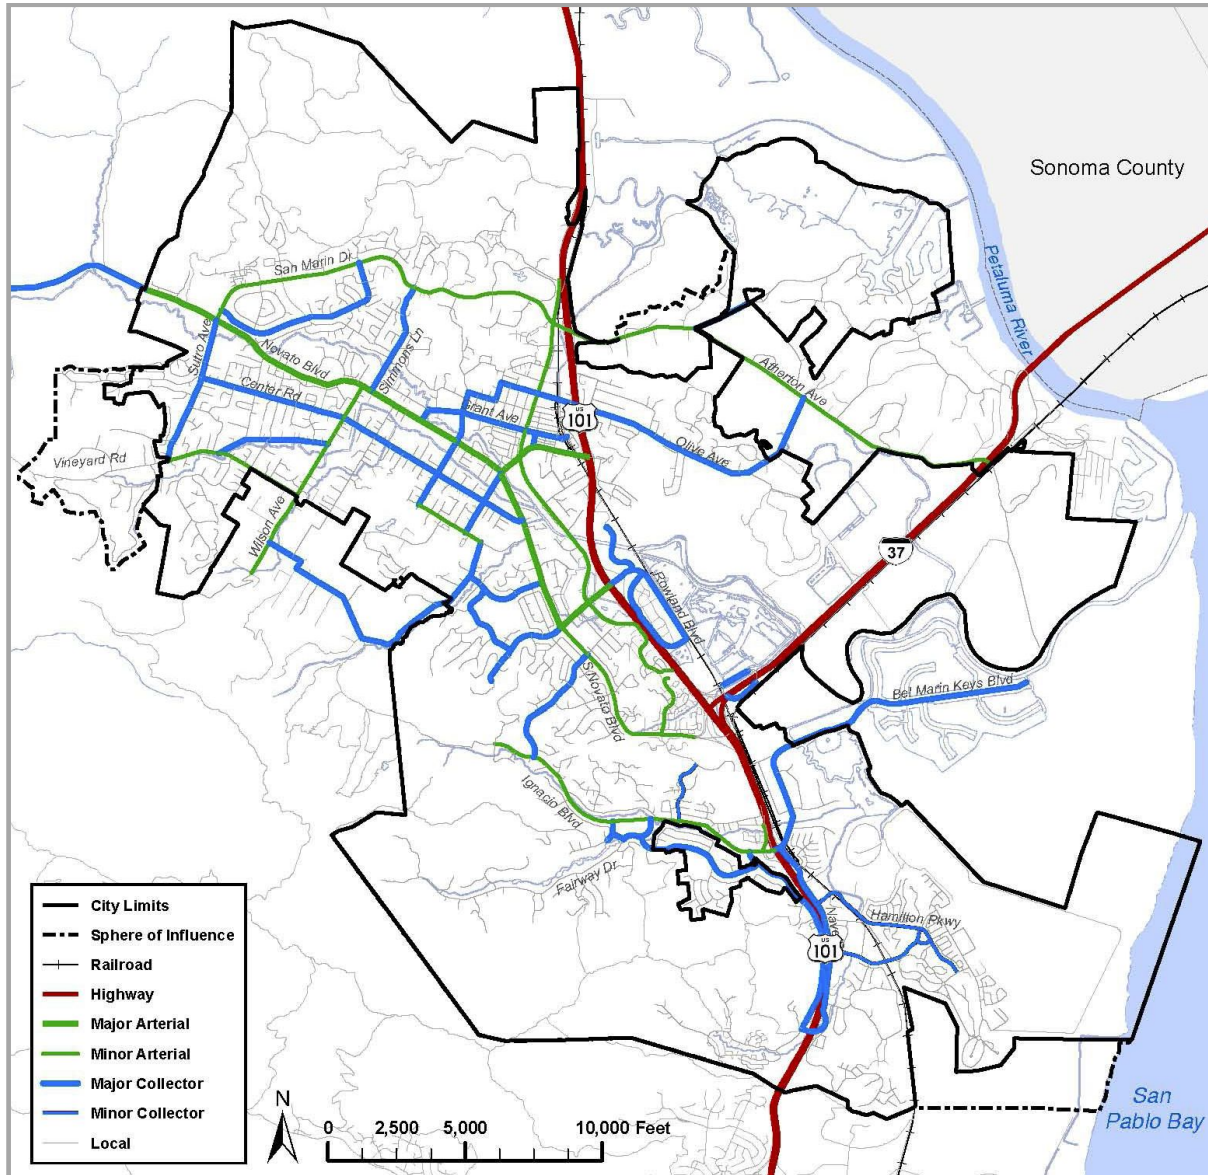 Sonoma County
Petaluma River
San Marin Dr
Sutro Ave
Novato Blvd
Simmons Ln
Center Rd
Grant Ave
US
101
Atherton Ave
Olive Ave
Vineyard Rd
Wilson Ave
37
Rowland Blvd
S Novato Blvd
Bel Marin Keys Blvd
Ignacio Blvd
Fairway Dr
Nave
Hamilton Pkwy
US
101
City Limits
Sphere of Influence
Railroad
Highway
Major Arterial
Minor Arterial
Major Collector
Minor Collector
Local
N
0 2,500 5,000 10,000 Feet
San
Pablo Bay